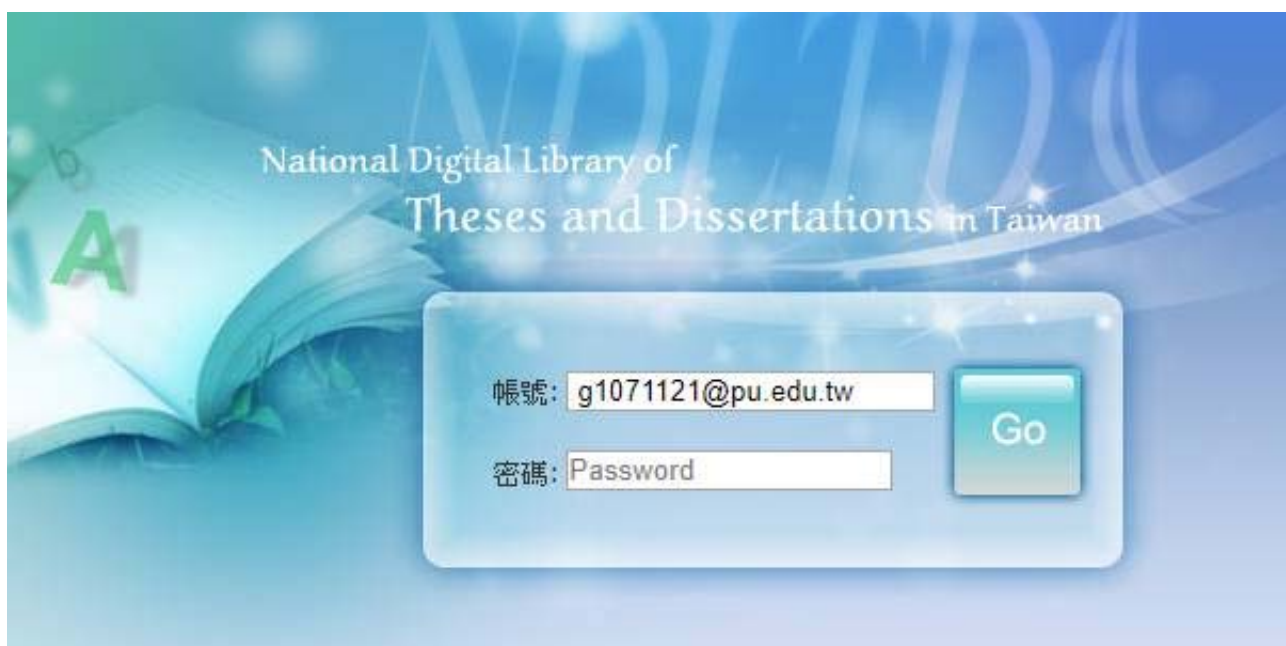 NDLTD
National Digital Library of
Theses and Dissertations in Taiwan
b
A
帳號: g1071121@pu.edu.tw
密碼: Password
Go